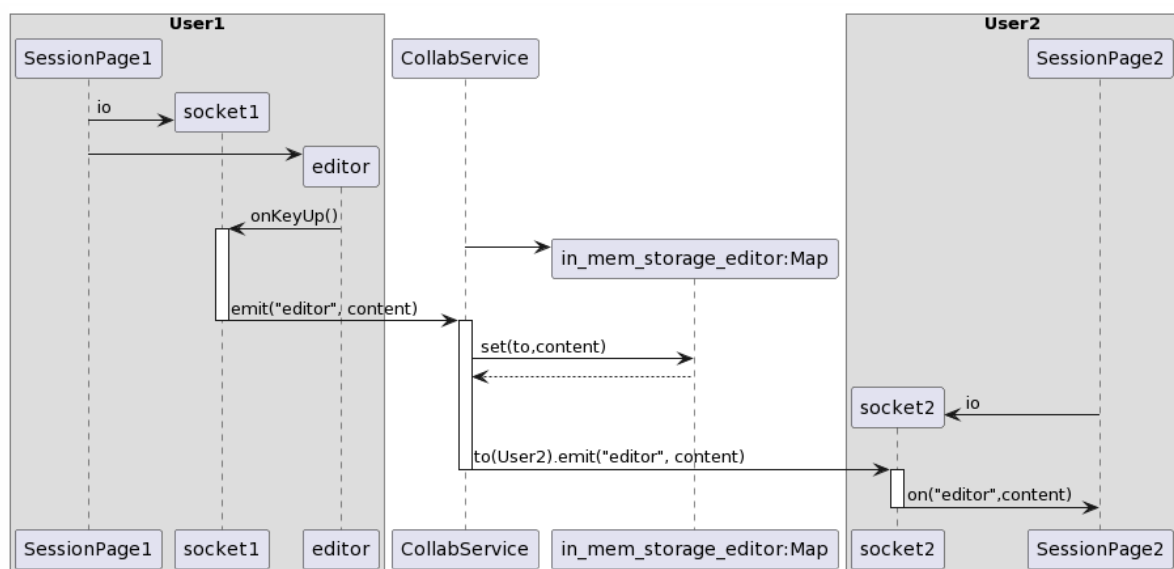 User1
User2
SessionPage1
CollabService
SessionPage2
io
socket1
editor
onKeyUp()
in_mem_storage_editor:Map
emit("editor", content)
set(to,content)
io
socket2
to(User2).emit("editor", content)
on("editor",content)
SessionPage1
socket1
editor
CollabService
in_mem_storage_editor:Map
socket2
SessionPage2